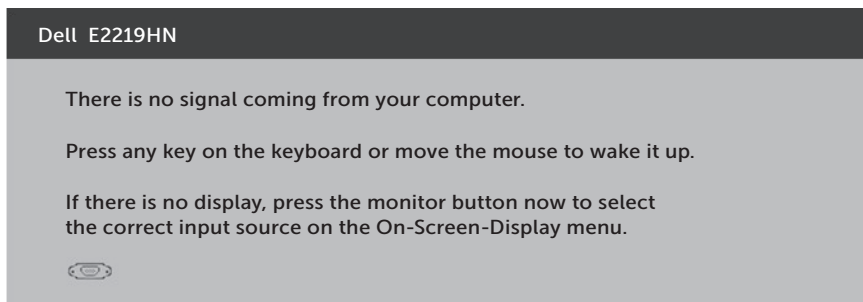 Dell E2219HN
There is no signal coming from your computer.
Press any key on the keyboard or move the mouse to wake it up.
If there is no display, press the monitor button now to select
the correct input source on the On-Screen-Display menu.